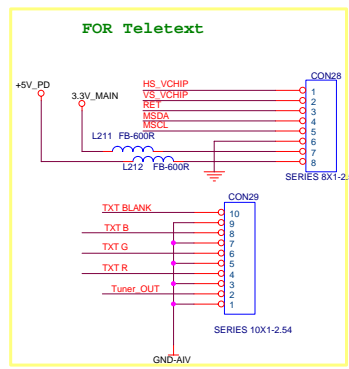 FOR Teletext
CON28
+5V_PD
3.3V_MAIN
HS_VCHIP
VS_VCHIP
RET
MSDA
MSCL
1
2
3
4
5
6
7
8
L211 FB-600R
L212 FB-600R
SERIES 8X1-2.
CON29
TXT BLANK
TXT B
TXT G
TXT R
Tuner_OUT
10
9
8
7
6
5
4
3
2
1
SERIES 10X1-2.54
GND-AIV